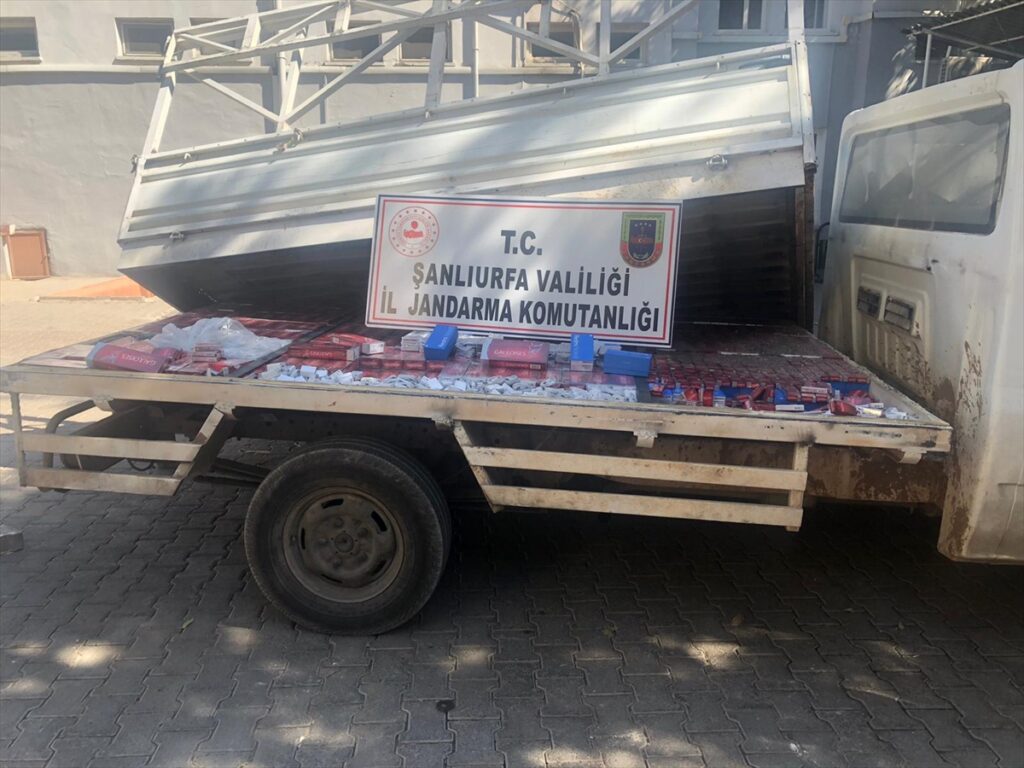 T.C.
ŞANLIURFA VALİLİĞİ
İL JANDARMA KOMUTANLIĞI